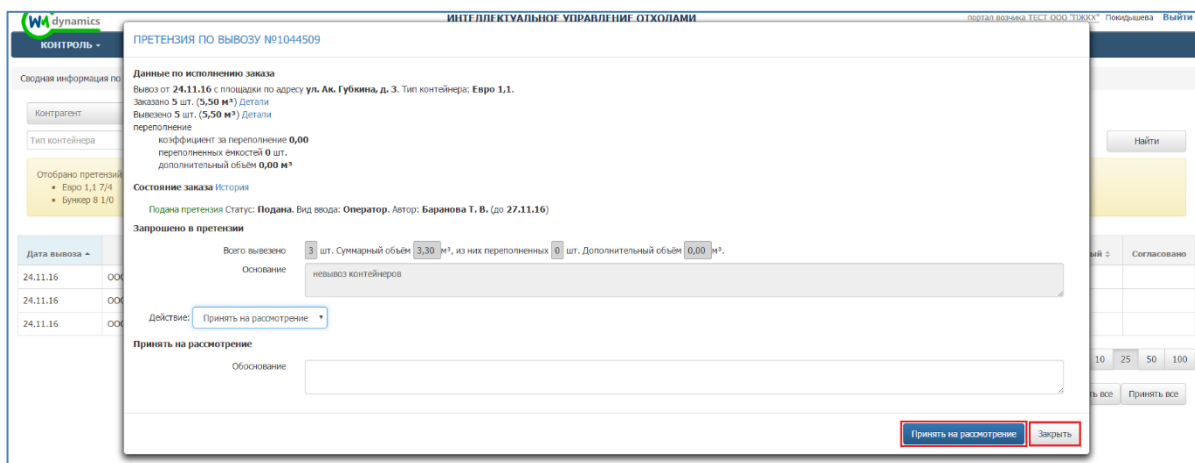 WM dynamics
ИНТЕЛЛЕКТУАЛЬНОЕ УПРАВЛЕНИЕ ОТХОДАМИ
портал возчика ТЕСТ ООО "ПЖКХ" Покидышева Выйти
КОНТРОЛЬ
ПРЕТЕНЗИЯ ПО ВЫВОЗУ №1044509
Сводная информация по
Данные по исполнению заказа
Вывоз от 24.11.16 с площадки по адресу ул. Ак. Губкина, д. 3. Тип контейнера: Евро 1,1.
Заказано 5 шт. (5,50 м³) Детали
Контрагент
Вывезено 5 шт. (5,50 м³) Детали
переполнение
Тип контейнера
коэффициент за переполнение 0,00
Найти
переполненных ёмкостей 0 шт.
дополнительный объём 0,00 м³
Отобрано претензий
• Евро 1,1 7/4
• Бункер 8 1/0
Состояние заказа История
Подана претензия Статус: Подана. Вид ввода: Оператор. Автор: Баранова Т. В. (до 27.11.16)
Запрошено в претензии
Всего вывезено 3 шт. Суммарный объём 3,30 м³, из них переполненных 0 шт. Дополнительный объём 0,00 м³.
Дата вывоза
ый
Согласовано
Основание
невывоз контейнеров
24.11.16 ООО
24.11.16 ООО
24.11.16 ООО
Действие: Принять на рассмотрение
Принять на рассмотрение
Обоснование
10 25 50 100
ть все Принять все
Принять на рассмотрение Закрыть